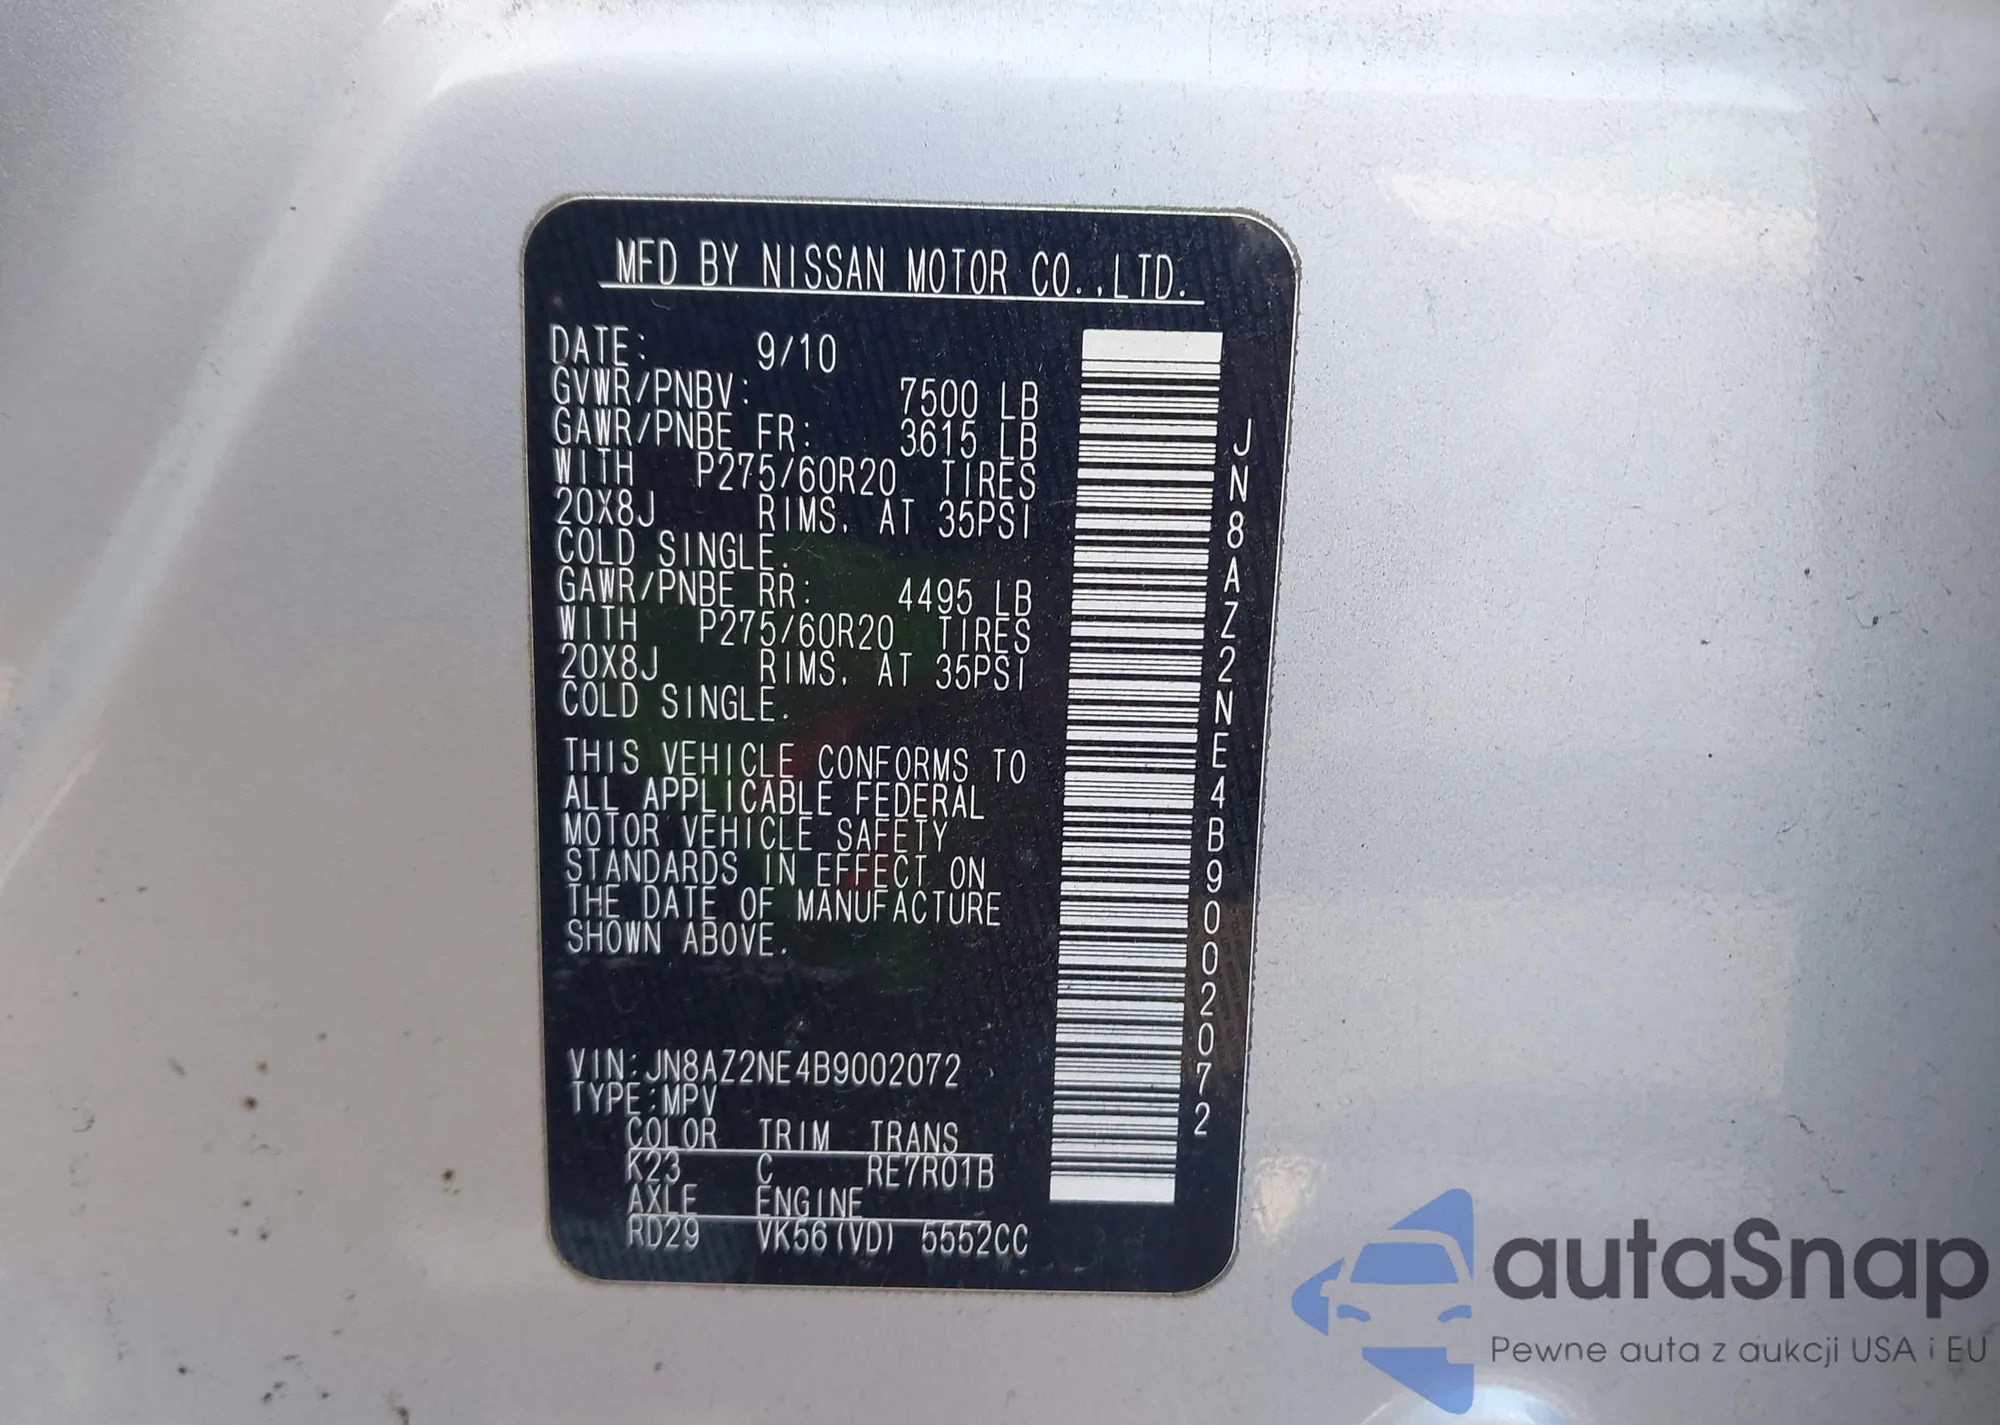 MFD BY NISSAN MOTOR CO.,LTD.
DATE: 9/10
GVWR/PNBV: 7500 LB
GAWR/PNBE FR: 3615 LB
WITH P275/60R20 TIRES
20X8J RIMS, AT 35PSI
COLD SINGLE.
GAWR/PNBE RR: 4495 LB
WITH P275/60R20 TIRES
20X8J RIMS, AT 35PSI
COLD SINGLE.
THIS VEHICLE CONFORMS TO
ALL APPLICABLE FEDERAL
MOTOR VEHICLE SAFETY
STANDARDS IN EFFECT ON
THE DATE OF MANUFACTURE
SHOWN ABOVE.
VIN:JN8AZ2NE4B9002072
TYPE:MPV
COLOR TRIM TRANS
K23 C RE7R01B
AXLE ENGINE
RD29 VK56(VD) 5552CC
JN8AZ2NE4B9002072
autaSnap
Pewne auta z aukcji USA i EU